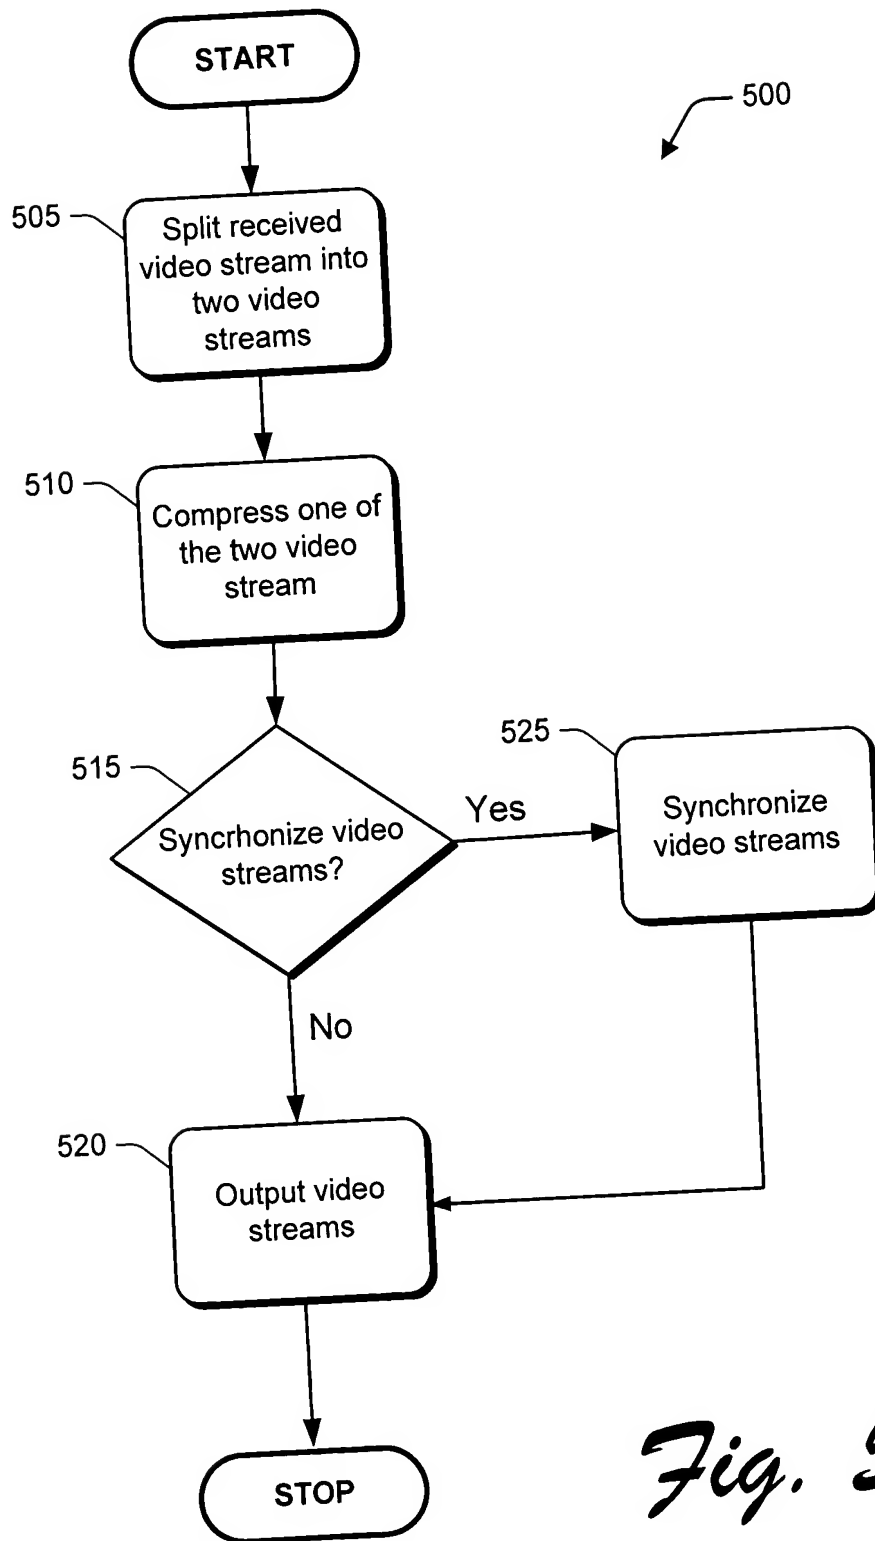 START
500
505
Split received
video stream into
two video
streams
510
Compress one of
the two video
stream
515
Syncrhonize video
streams?
Yes
525
Synchronize
video streams
No
520
Output video
streams
STOP
Fig.